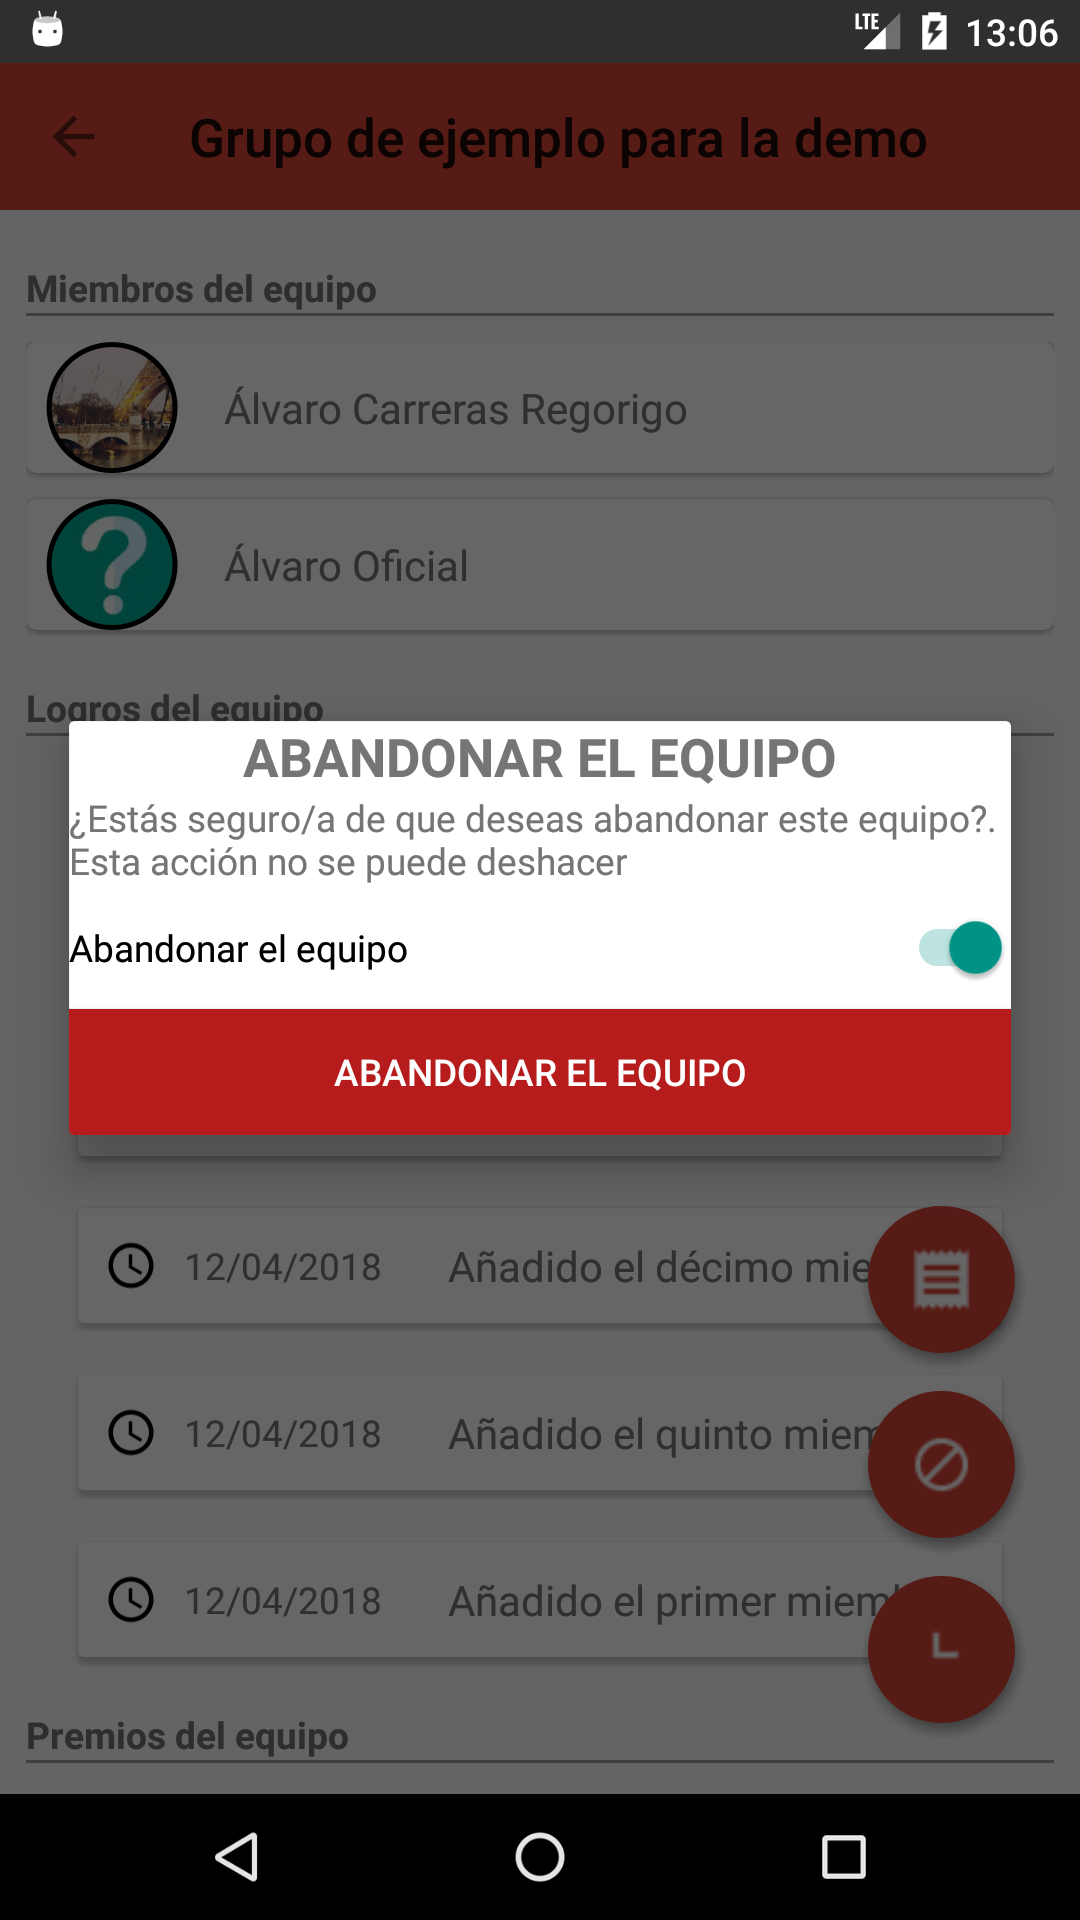 LTE 13:06
Grupo de ejemplo para la demo
Miembros del equipo
Álvaro Carreras Regorigo
Álvaro Oficial
Logros del equipo
ABANDONAR EL EQUIPO
¿Estás seguro/a de que deseas abandonar este equipo?.
Esta acción no se puede deshacer
Abandonar el equipo
ABANDONAR EL EQUIPO
12/04/2018 Añadido el décimo
12/04/2018 Añadido el quinto
12/04/2018 Añadido el primer
Premios del equipo